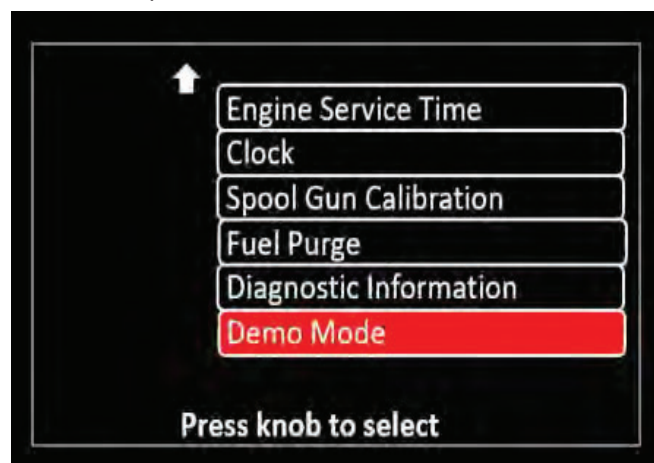 Engine Service Time
Clock
Spool Gun Calibration
Fuel Purge
Diagnostic Information
Demo Mode
Press knob to select